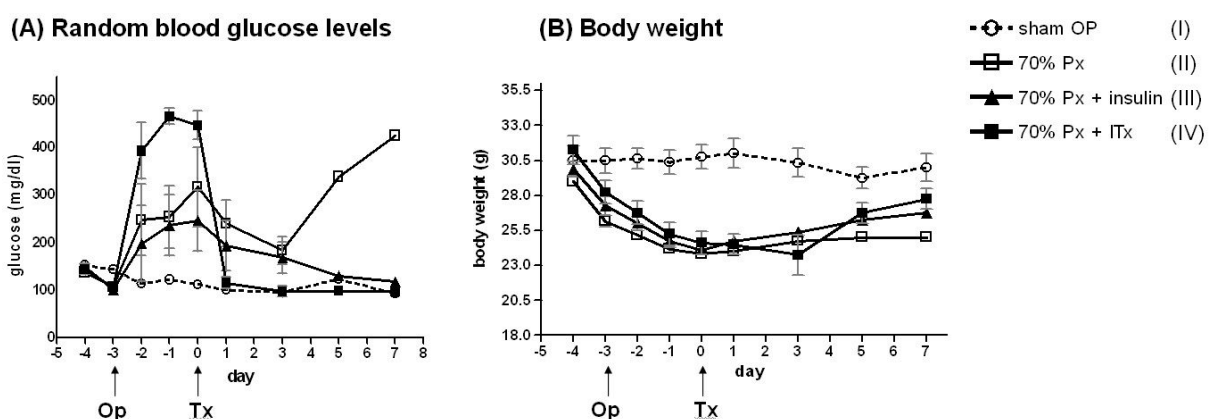 (A) Random blood glucose levels
glucose (mg/dl)
500
400
300
200
100
0
-5 -4 -3 -2 -1 0 1 2 3 4 5 6 7 8
day
Op Tx
(B) Body weight
body weight (g)
35.5
33.0
30.5
28.0
25.5
23.0
20.5
18.0
-5 -4 -3 -2 -1 0 1 2 3 4 5 6 7
day
Op Tx
sham OP (I)
70% Px (II)
70% Px + insulin (III)
70% Px + ITx (IV)